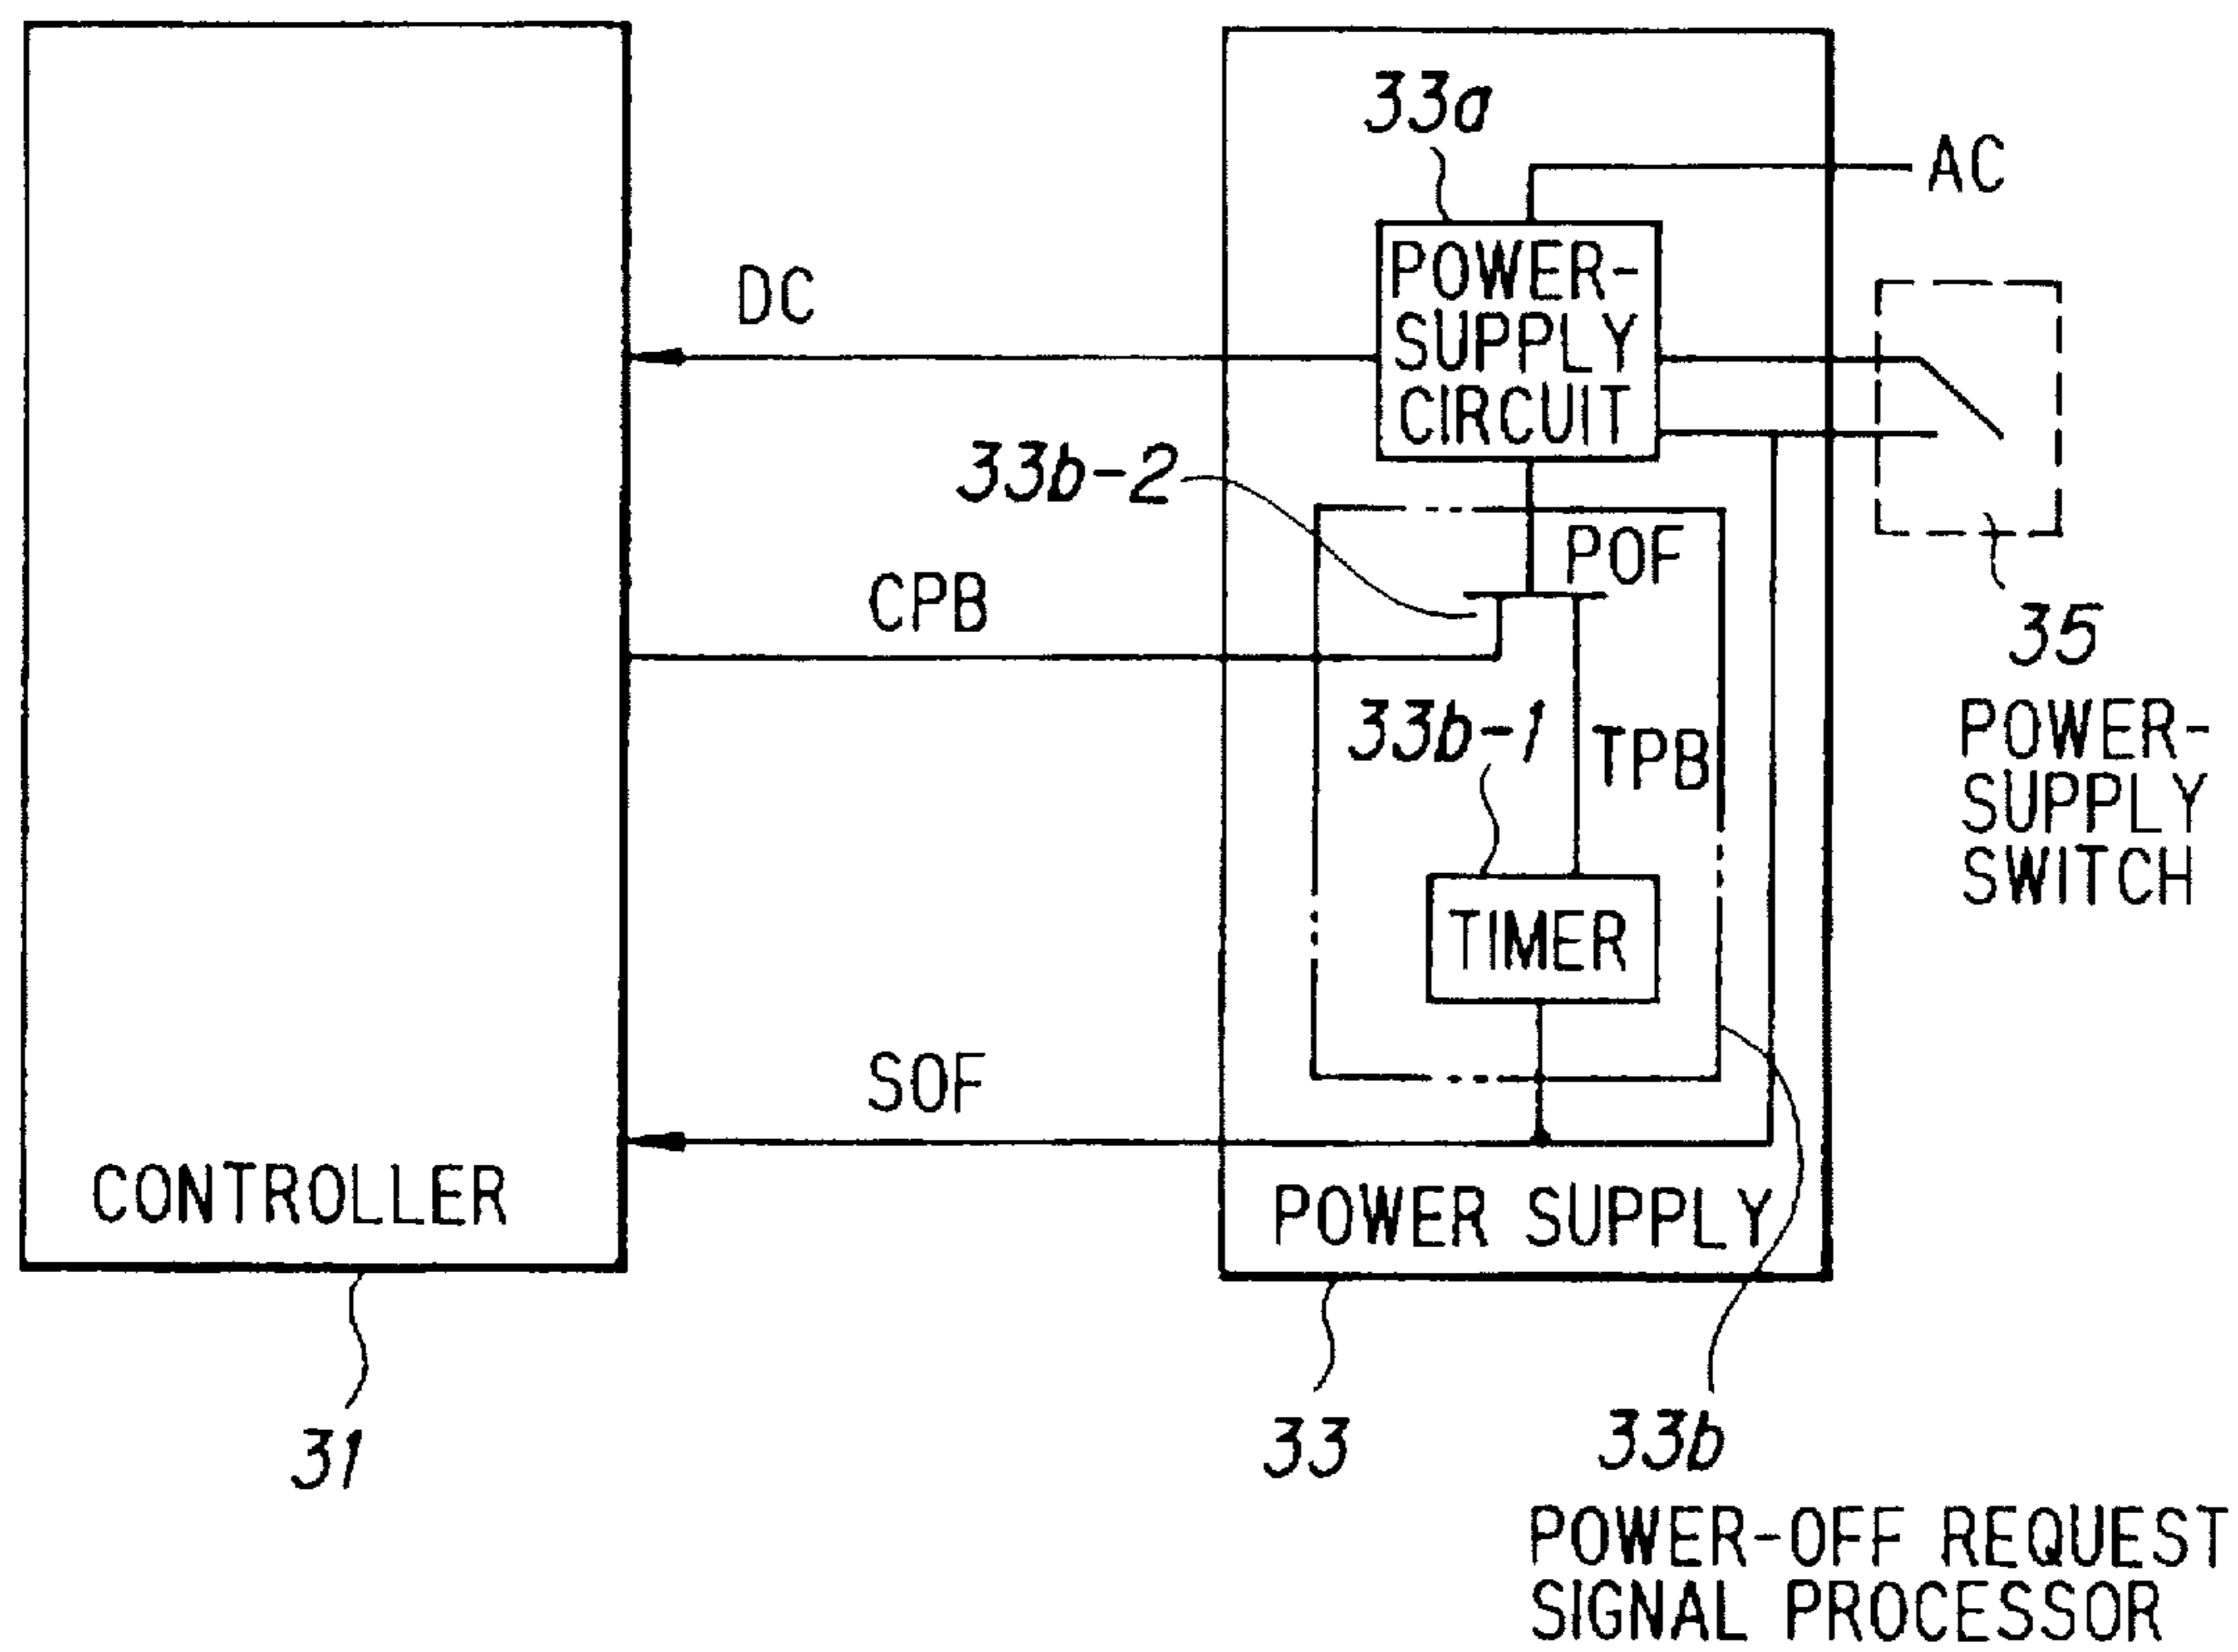 33a
AC
POWER-
SUPPLY
CIRCUIT
DC
33b-2
POF
CPB
35
POWER-
SUPPLY
SWITCH
33b-1
TPB
TIMER
SOF
CONTROLLER
POWER SUPPLY
31
33
33b
POWER-OFF REQUEST
SIGNAL PROCESSOR